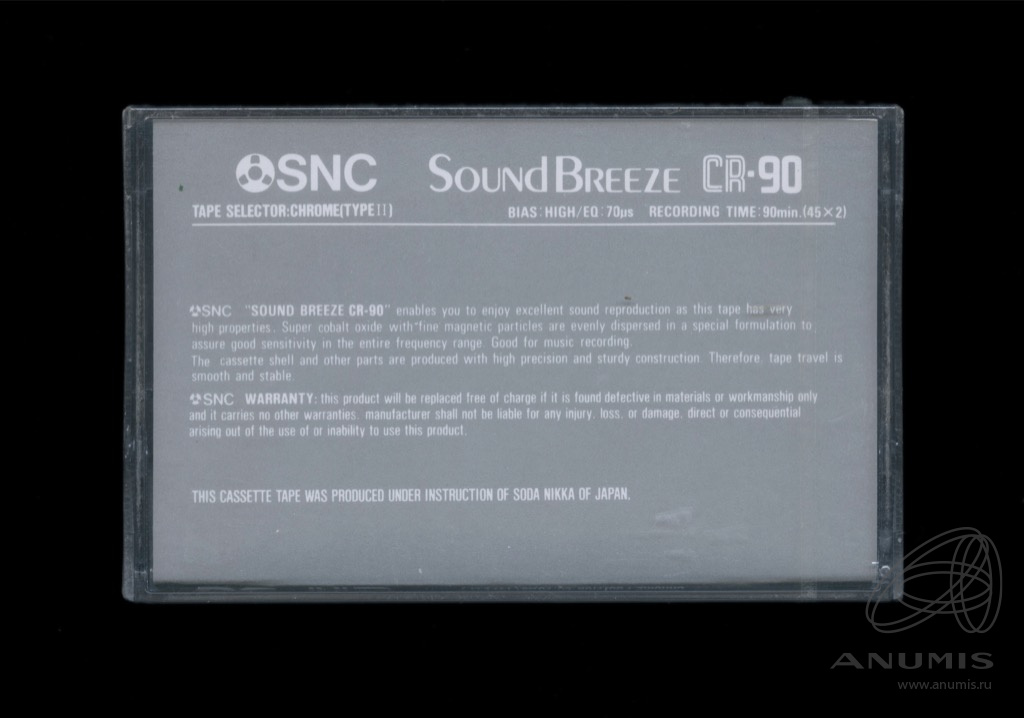 SNC SOUND BREEZE CR-90
TAPE SELECTOR:CHROME(TYPE II) BIAS:HIGH/EQ:70µs RECORDING TIME:90min.(45×2)
SNC "SOUND BREEZE CR-90" enables you to enjoy excellent sound reproduction as this tape has very
high properties. Super cobalt oxide with fine magnetic particles are evenly dispersed in a special formulation to
assure good sensitivity in the entire frequency range. Good for music recording.
The cassette shell and other parts are produced with high precision and sturdy construction. Therefore, tape travel is
smooth and stable.
SNC WARRANTY: this product will be replaced free of charge if it is found defective in materials or workmanship only
and it carries no other warranties. manufacturer shall not be liable for any injury, loss, or damage, direct or consequential
arising out of the use of or inability to use this product.
THIS CASSETTE TAPE WAS PRODUCED UNDER INSTRUCTION OF SODA NIKKA OF JAPAN.
ANUMIS
www.anumis.ru